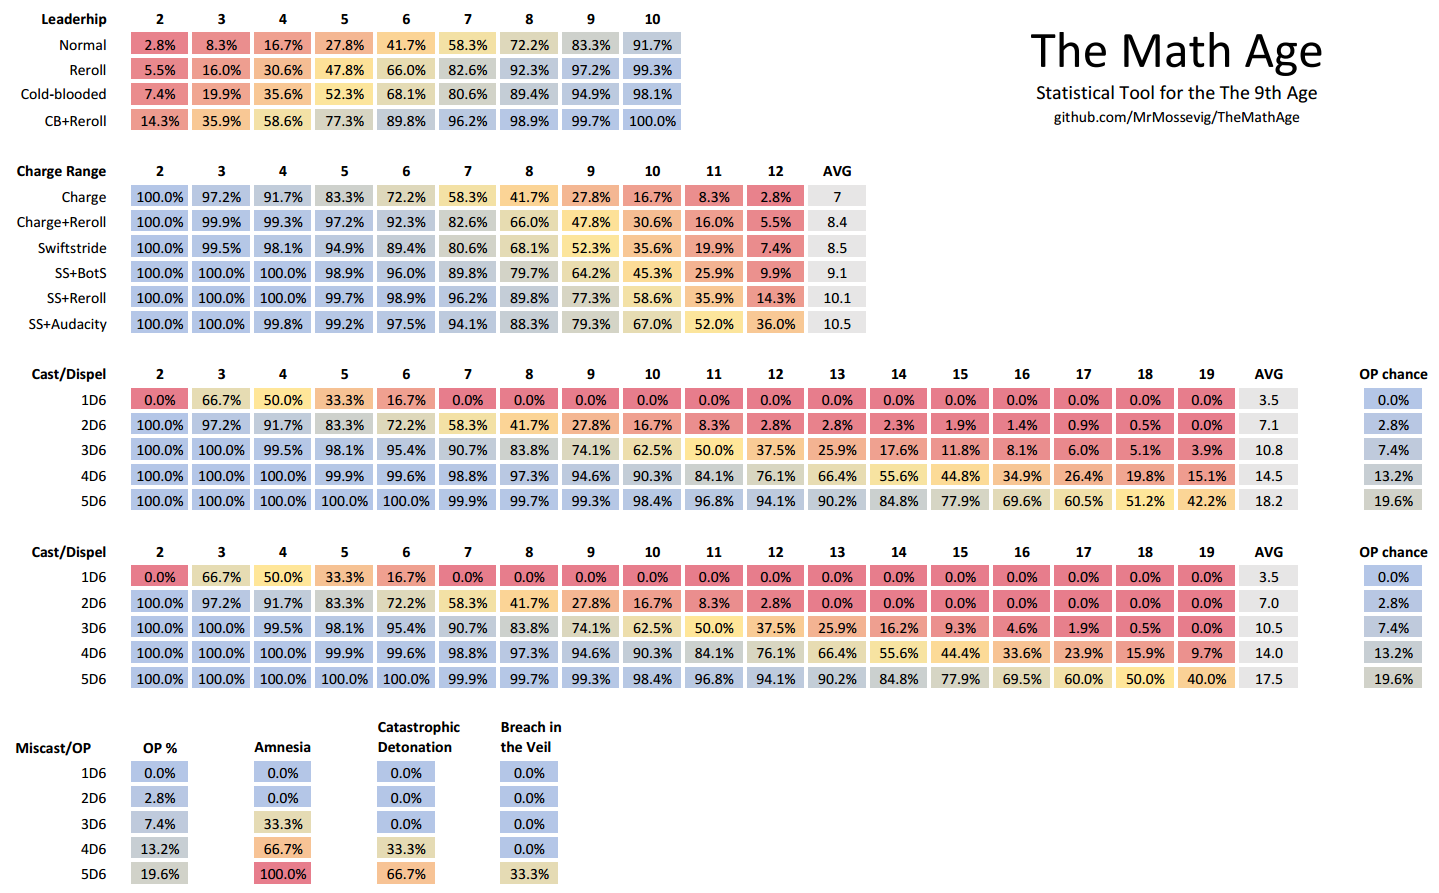 Leaderhip 2 3 4 5 6 7 8 9 10
Normal 2.8% 8.3% 16.7% 27.8% 41.7% 58.3% 72.2% 83.3% 91.7%
Reroll 5.5% 16.0% 30.6% 47.8% 66.0% 82.6% 92.3% 97.2% 99.3%
Cold-blooded 7.4% 19.9% 35.6% 52.3% 68.1% 80.6% 89.4% 94.9% 98.1%
CB+Reroll 14.3% 35.9% 58.6% 77.3% 89.8% 96.2% 98.9% 99.7% 100.0%
The Math Age
Statistical Tool for the The 9th Age
github.com/MrMossevig/TheMathAge
Charge Range 2 3 4 5 6 7 8 9 10 11 12 AVG
Charge 100.0% 97.2% 91.7% 83.3% 72.2% 58.3% 41.7% 27.8% 16.7% 8.3% 2.8% 7
Charge+Reroll 100.0% 99.9% 99.3% 97.2% 92.3% 82.6% 66.0% 47.8% 30.6% 16.0% 5.5% 8.4
Swiftstride 100.0% 99.5% 98.1% 94.9% 89.4% 80.6% 68.1% 52.3% 35.6% 19.9% 7.4% 8.5
SS+BotS 100.0% 100.0% 100.0% 98.9% 96.0% 89.8% 79.7% 64.2% 45.3% 25.9% 9.9% 9.1
SS+Reroll 100.0% 100.0% 100.0% 99.7% 98.9% 96.2% 89.8% 77.3% 58.6% 35.9% 14.3% 10.1
SS+Audacity 100.0% 100.0% 99.8% 99.2% 97.5% 94.1% 88.3% 79.3% 67.0% 52.0% 36.0% 10.5
Cast/Dispel 2 3 4 5 6 7 8 9 10 11 12 13 14 15 16 17 18 19 AVG OP chance
1D6 0.0% 66.7% 50.0% 33.3% 16.7% 0.0% 0.0% 0.0% 0.0% 0.0% 0.0% 0.0% 0.0% 0.0% 0.0% 0.0% 0.0% 0.0% 3.5 0.0%
2D6 100.0% 97.2% 91.7% 83.3% 72.2% 58.3% 41.7% 27.8% 16.7% 8.3% 2.8% 2.8% 2.3% 1.9% 1.4% 0.9% 0.5% 0.0% 7.1 2.8%
3D6 100.0% 100.0% 99.5% 98.1% 95.4% 90.7% 83.8% 74.1% 62.5% 50.0% 37.5% 25.9% 17.6% 11.8% 8.1% 6.0% 5.1% 3.9% 10.8 7.4%
4D6 100.0% 100.0% 100.0% 99.9% 99.6% 98.8% 97.3% 94.6% 90.3% 84.1% 76.1% 66.4% 55.6% 44.8% 34.9% 26.4% 19.8% 15.1% 14.5 13.2%
5D6 100.0% 100.0% 100.0% 100.0% 100.0% 99.9% 99.7% 99.3% 98.4% 96.8% 94.1% 90.2% 84.8% 77.9% 69.6% 60.5% 51.2% 42.2% 18.2 19.6%
Cast/Dispel 2 3 4 5 6 7 8 9 10 11 12 13 14 15 16 17 18 19 AVG OP chance
1D6 0.0% 66.7% 50.0% 33.3% 16.7% 0.0% 0.0% 0.0% 0.0% 0.0% 0.0% 0.0% 0.0% 0.0% 0.0% 0.0% 0.0% 0.0% 3.5 0.0%
2D6 100.0% 97.2% 91.7% 83.3% 72.2% 58.3% 41.7% 27.8% 16.7% 8.3% 2.8% 0.0% 0.0% 0.0% 0.0% 0.0% 0.0% 0.0% 7.0 2.8%
3D6 100.0% 100.0% 99.5% 98.1% 95.4% 90.7% 83.8% 74.1% 62.5% 50.0% 37.5% 25.9% 16.2% 9.3% 4.6% 1.9% 0.5% 0.0% 10.5 7.4%
4D6 100.0% 100.0% 100.0% 99.9% 99.6% 98.8% 97.3% 94.6% 90.3% 84.1% 76.1% 66.4% 55.6% 44.4% 33.6% 23.9% 15.9% 9.7% 14.0 13.2%
5D6 100.0% 100.0% 100.0% 100.0% 100.0% 99.9% 99.7% 99.3% 98.4% 96.8% 94.1% 90.2% 84.8% 77.9% 69.5% 60.0% 50.0% 40.0% 17.5 19.6%
Catastrophic Breach in
Miscast/OP OP % Amnesia Detonation the Veil
1D6 0.0% 0.0% 0.0% 0.0%
2D6 2.8% 0.0% 0.0% 0.0%
3D6 7.4% 33.3% 0.0% 0.0%
4D6 13.2% 66.7% 33.3% 0.0%
5D6 19.6% 100.0% 66.7% 33.3%